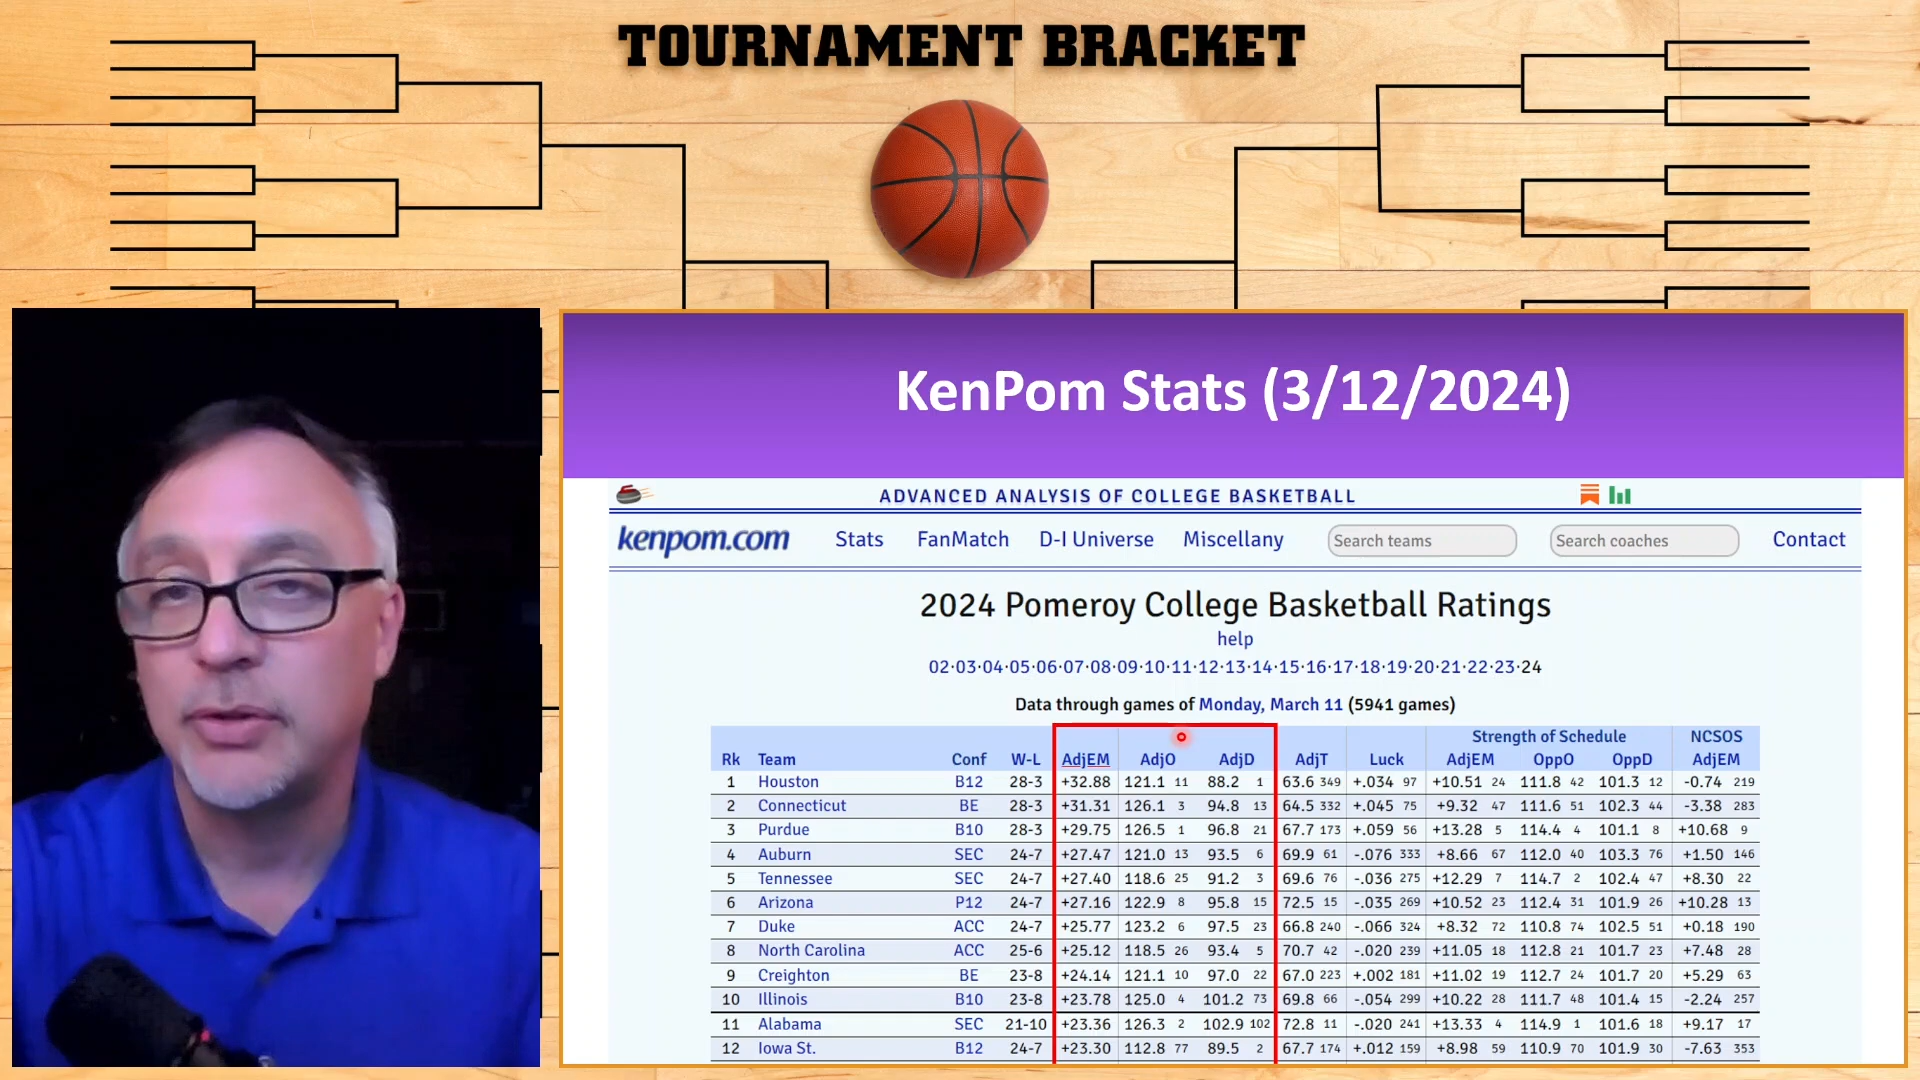 TOURNAMENT BRACKET
KenPom Stats (3/12/2024)
ADVANCED ANALYSIS OF COLLEGE BASKETBALL
kenpom.com Stats FanMatch D-I Universe Miscellany Search teams Search coaches Contact
2024 Pomeroy College Basketball Ratings
help
02·03·04·05·06·07·08·09·10·11·12·13·14·15·16·17·18·19·20·21·22·23·24
Data through games of Monday, March 11 (5941 games)
Strength of Schedule NCSOS
Rk Team Conf W-L AdjEM AdjO AdjD AdjT Luck AdjEM OppO OppD AdjEM
1 Houston B12 28-3 +32.88 121.1 11 88.2 1 63.6 349 +.034 97 +10.51 24 111.8 42 101.3 12 -0.74 219
2 Connecticut BE 28-3 +31.31 126.1 3 94.8 13 64.5 332 +.045 75 +9.32 47 111.6 51 102.3 44 -3.38 283
3 Purdue B10 28-3 +29.75 126.5 1 96.8 21 67.7 173 +.059 56 +13.28 5 114.4 4 101.1 8 +10.68 9
4 Auburn SEC 24-7 +27.47 121.0 13 93.5 6 69.9 61 -.076 333 +8.66 67 112.0 40 103.3 76 +1.50 146
5 Tennessee SEC 24-7 +27.40 118.6 25 91.2 3 69.6 76 -.036 275 +12.29 7 114.7 2 102.4 47 +8.30 22
6 Arizona P12 24-7 +27.16 122.9 8 95.8 15 72.5 15 -.035 269 +10.52 23 112.4 31 101.9 26 +10.28 13
7 Duke ACC 24-7 +25.77 123.2 6 97.5 23 66.8 240 -.066 324 +8.32 72 110.8 74 102.5 51 +0.18 190
8 North Carolina ACC 25-6 +25.12 118.5 26 93.4 5 70.7 42 -.020 239 +11.05 18 112.8 21 101.7 23 +7.48 28
9 Creighton BE 23-8 +24.14 121.1 10 97.0 22 67.0 223 +.002 181 +11.02 19 112.7 24 101.7 20 +5.29 63
10 Illinois B10 23-8 +23.78 125.0 4 101.2 73 69.8 66 -.054 299 +10.22 28 111.7 48 101.4 15 -2.24 257
11 Alabama SEC 21-10 +23.36 126.3 2 102.9 102 72.8 11 -.020 241 +13.33 4 114.9 1 101.6 18 +9.17 17
12 Iowa St. B12 24-7 +23.30 112.8 77 89.5 2 67.7 174 +.012 159 +8.98 59 110.9 70 101.9 30 -7.63 353